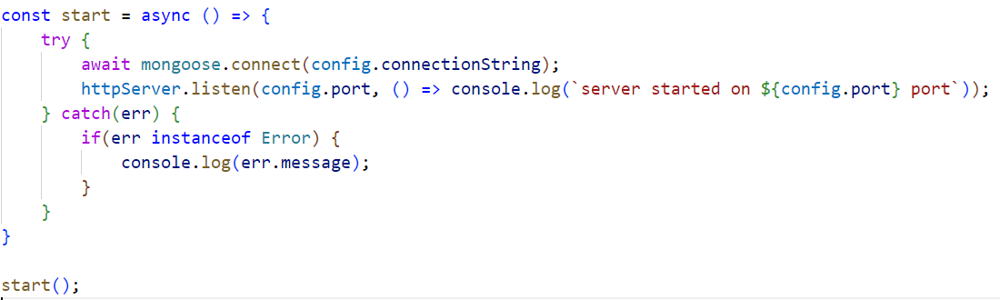 const start = async () => {
    try {
        await mongoose.connect(config.connectionString);
        httpServer.listen(config.port, () => console.log(`server started on ${config.port} port`));
    } catch(err) {
        if(err instanceof Error) {
            console.log(err.message);
        }
    }
}

start();